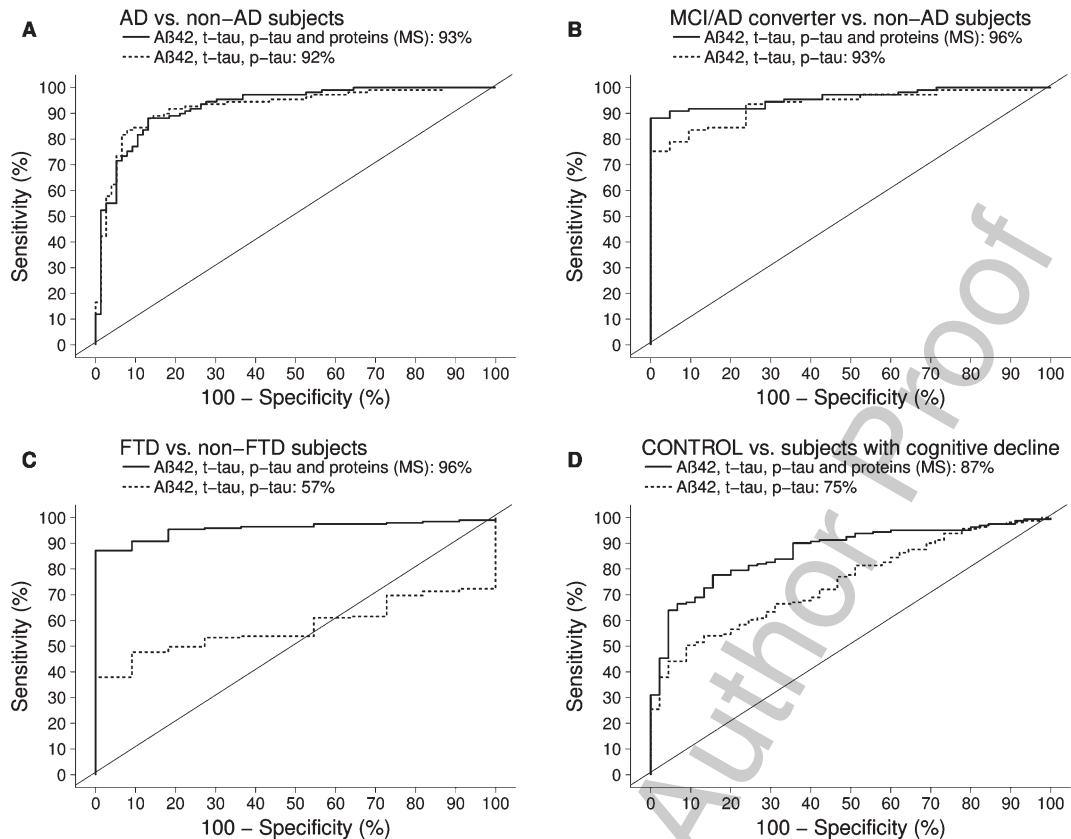 A
AD vs. non−AD subjects
Aß42, t−tau, p−tau and proteins (MS): 93%
Aß42, t−tau, p−tau: 92%
100
90
80
70
60
50
40
30
20
10
0
Sensitivity (%)
0 10 20 30 40 50 60 70 80 90 100
100 − Specificity (%)
B
MCI/AD converter vs. non−AD subjects
Aß42, t−tau, p−tau and proteins (MS): 96%
Aß42, t−tau, p−tau: 93%
100
90
80
70
60
50
40
30
20
10
0
Sensitivity (%)
0 10 20 30 40 50 60 70 80 90 100
100 − Specificity (%)
C
FTD vs. non−FTD subjects
Aß42, t−tau, p−tau and proteins (MS): 96%
Aß42, t−tau, p−tau: 57%
100
90
80
70
60
50
40
30
20
10
0
Sensitivity (%)
0 10 20 30 40 50 60 70 80 90 100
100 − Specificity (%)
D
CONTROL vs. subjects with cognitive decline
Aß42, t−tau, p−tau and proteins (MS): 87%
Aß42, t−tau, p−tau: 75%
100
90
80
70
60
50
40
30
20
10
0
Sensitivity (%)
0 10 20 30 40 50 60 70 80 90 100
100 − Specificity (%)
Author Proof